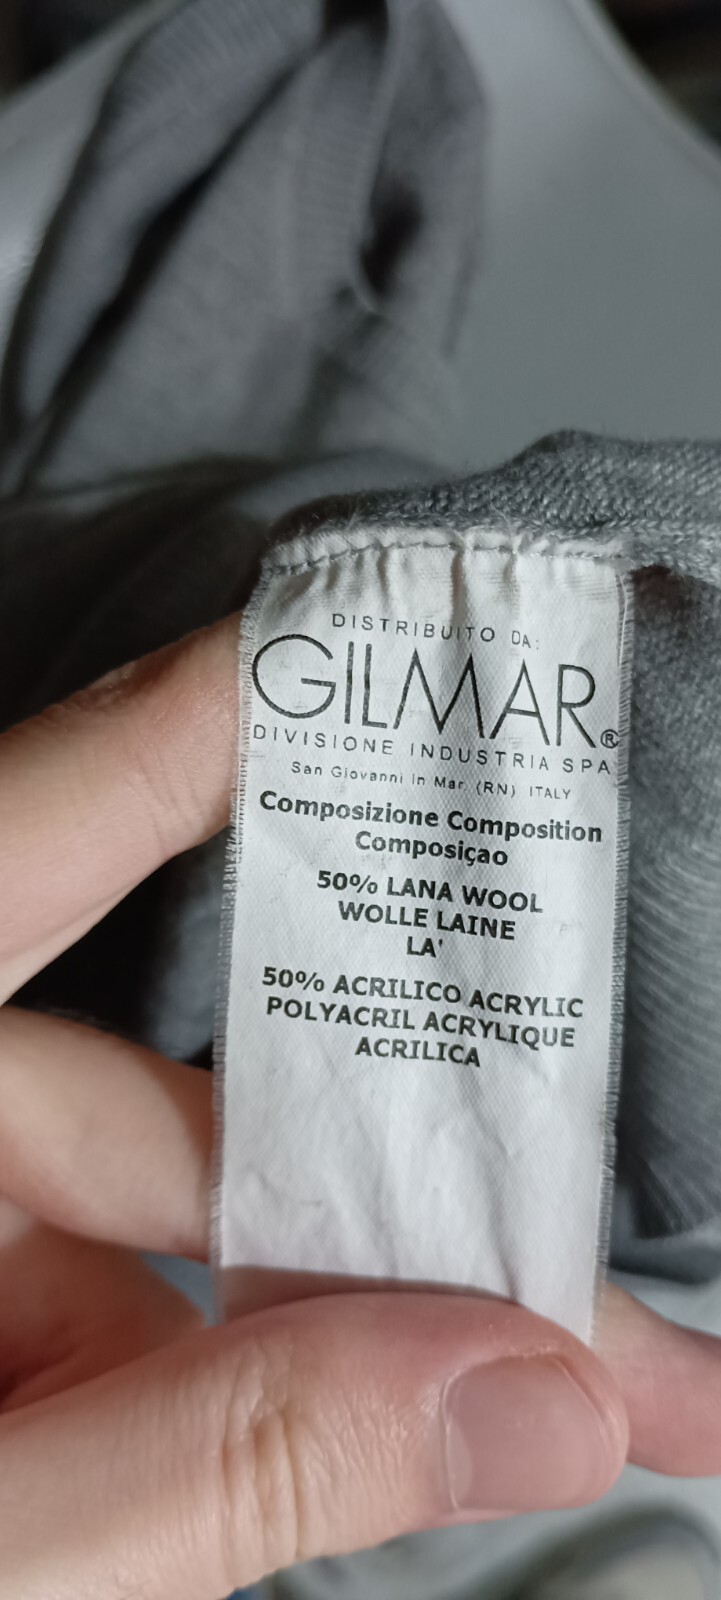 DISTRIBUITO DA:
GILMAR®
DIVISIONE INDUSTRIA SPA
San Giovanni in Mar. (RN) ITALY
Composizione Composition
Composiçao
50% LANA WOOL
WOLLE LAINE
LA'
50% ACRILICO ACRYLIC
POLYACRIL ACRYLIQUE
ACRILICA